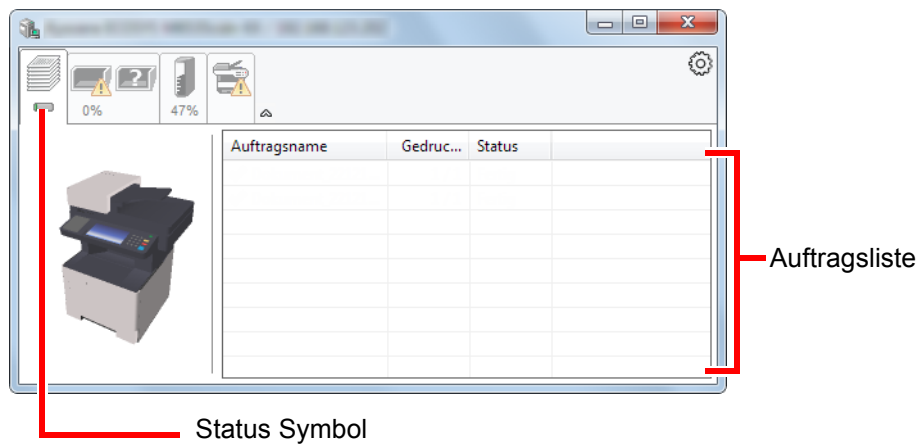 ?
0%
47%
Auftragsname Gedruc... Status
Auftragsliste
Status Symbol